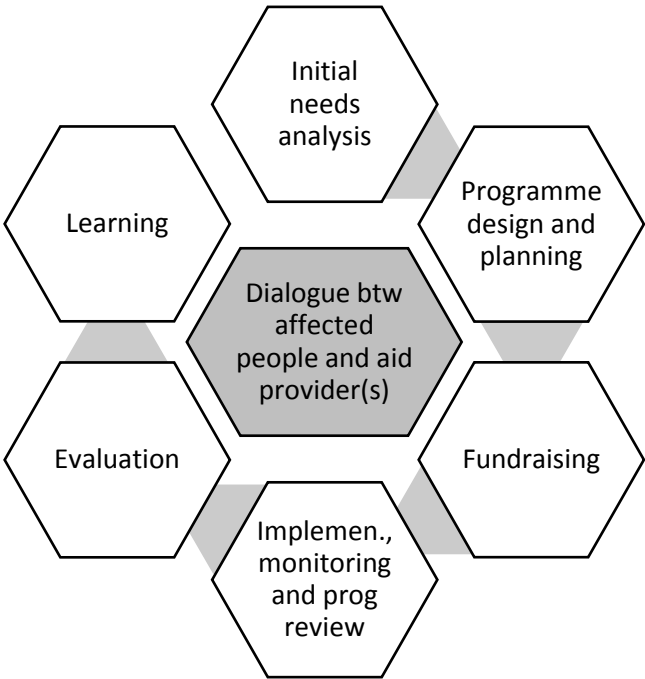 Initial
needs
analysis
Programme
design and
planning
Fundraising
Implemen.,
monitoring
and prog
review
Evaluation
Learning
Dialogue btw
affected
people and aid
provider(s)